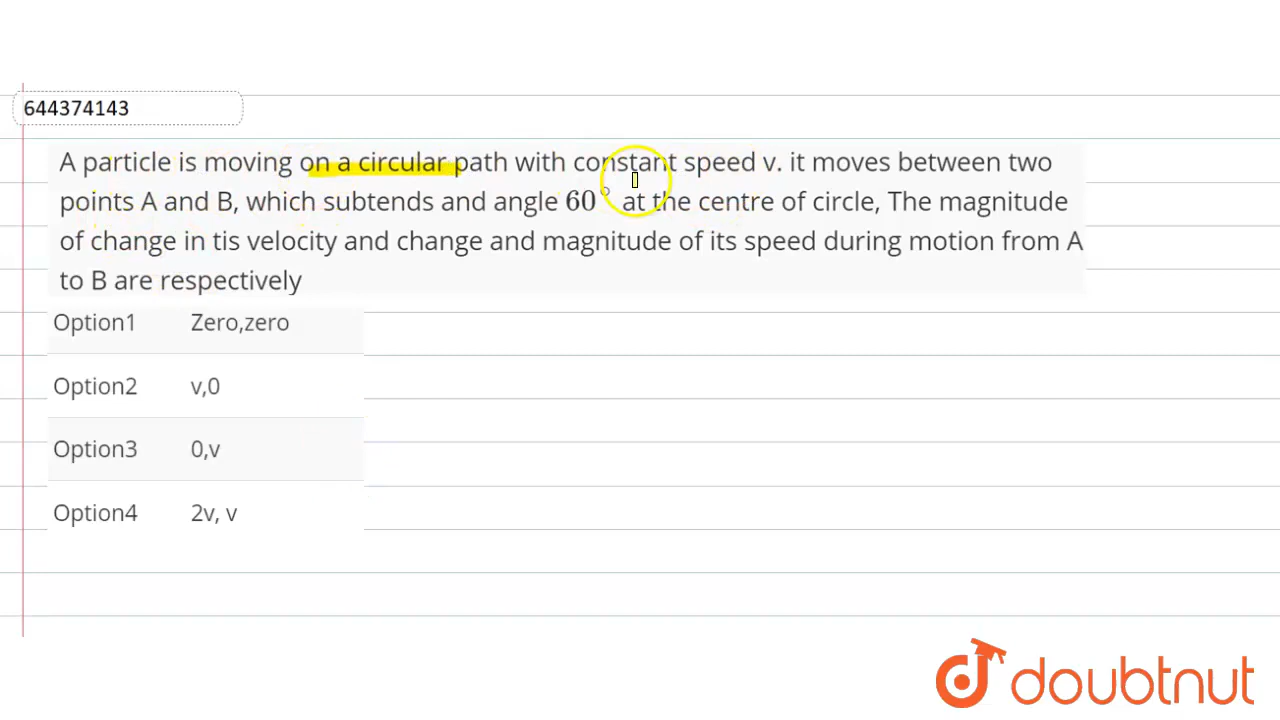 644374143
A particle is moving on a circular path with constant speed v. it moves between two
points A and B, which subtends and angle 60° at the centre of circle, The magnitude
of change in tis velocity and change and magnitude of its speed during motion from A
to B are respectively
Option1 Zero,zero
Option2 v,0
Option3 0,v
Option4 2v, v
doubtnut